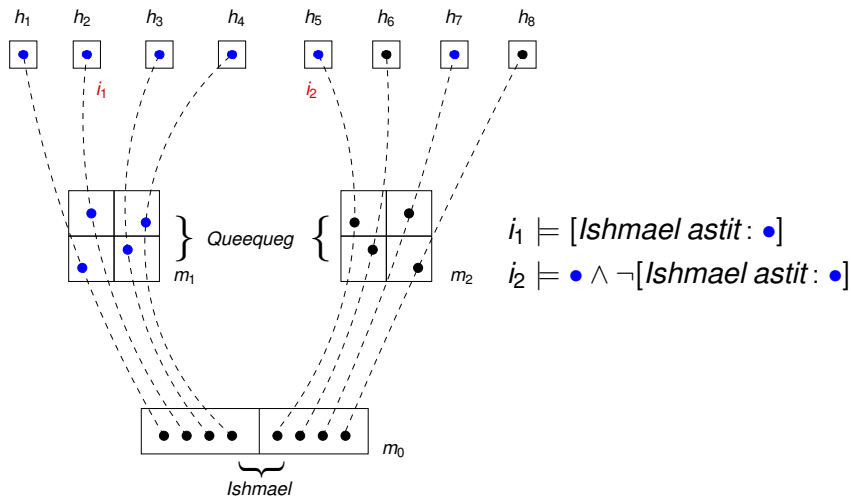 h₁ h₂ h₃ h₄ h₅ h₆ h₇ h₈
i₁ i₂
} Queequeg {
m₁ m₂
i₁ ⊨ [Ishmael astit : •]
i₂ ⊨ • ∧ ¬[Ishmael astit : •]
m₀
Ishmael